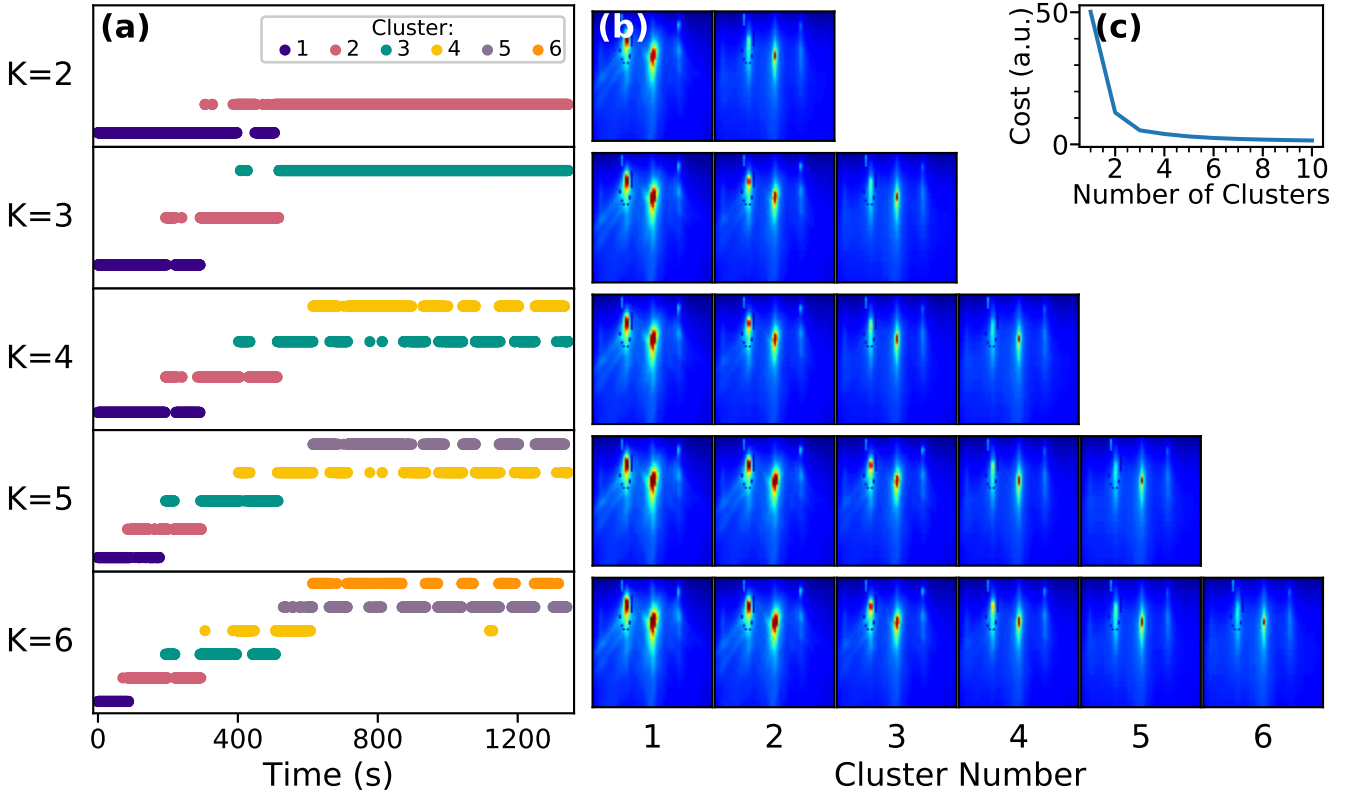 (a)
Cluster:
1 2 3 4 5 6
K=2
K=3
K=4
K=5
K=6
0 400 800 1200
Time (s)
(b)
1 2 3 4 5 6
Cluster Number
(c)
Cost (a.u.)
50
0
2 4 6 8 10
Number of Clusters